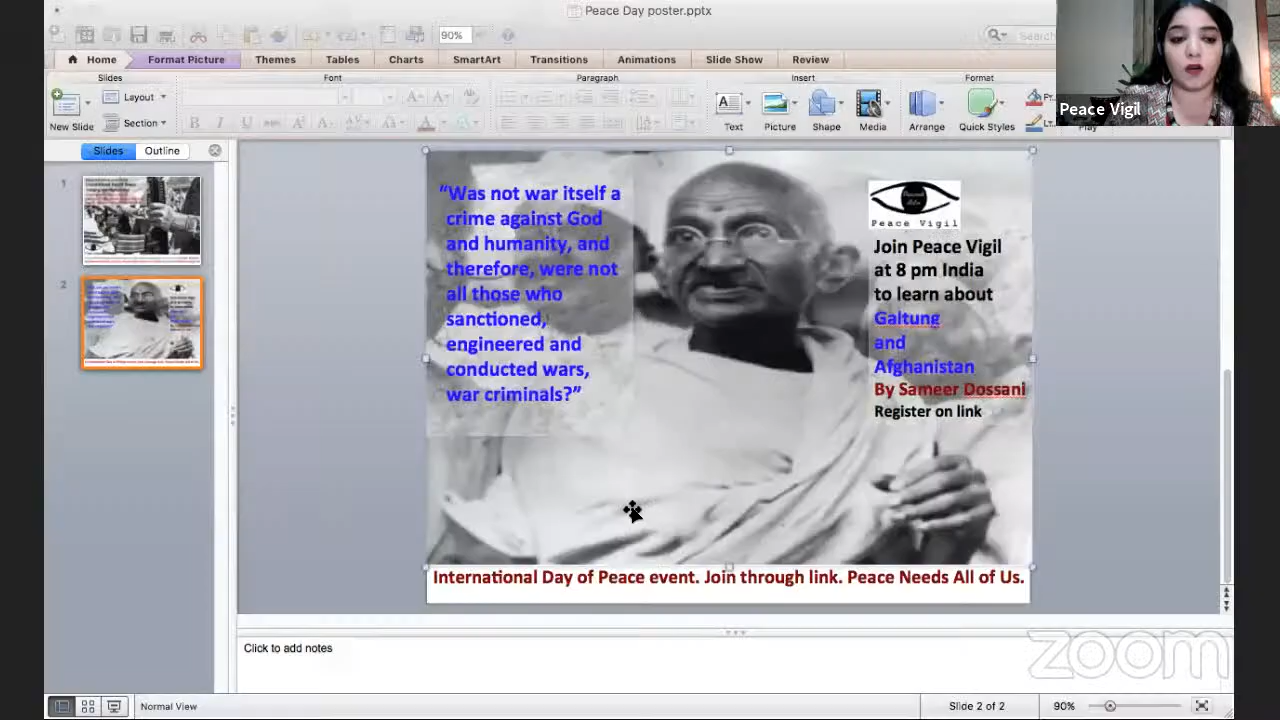 Peace Day poster.pptx
90%
Search
Home
Format Picture
Themes
Tables
Charts
SmartArt
Transitions
Animations
Slide Show
Review
Slides
Font
Paragraph
Insert
Format
Layout
Section
New Slide
Text
Picture
Shape
Media
Arrange
Quick Styles
Play
Peace Vigil
Slides
Outline
1
2
“Was not war itself a
crime against God
and humanity, and
therefore, were not
all those who
sanctioned,
engineered and
conducted wars,
war criminals?”
Peace Vigil
Join Peace Vigil
at 8 pm India
to learn about
Galtung
and
Afghanistan
By Sameer Dossani
Register on link
International Day of Peace event. Join through link. Peace Needs All of Us.
Click to add notes
zoom
Normal View
Slide 2 of 2
90%